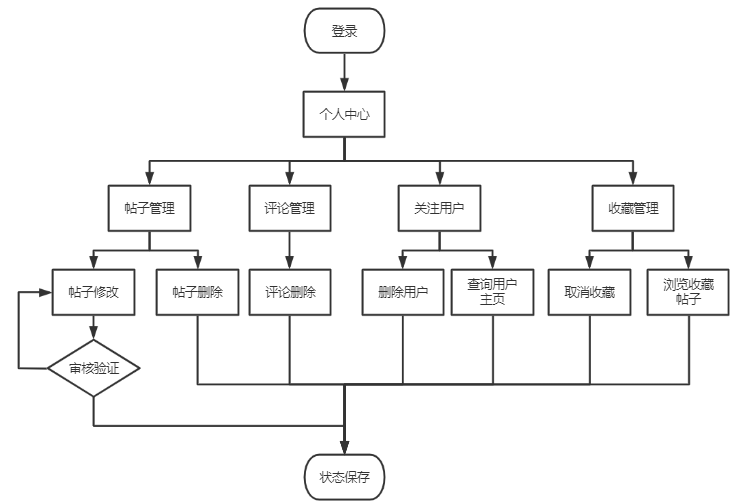 登录
个人中心
帖子管理
评论管理
关注用户
收藏管理
帖子修改
帖子删除
评论删除
删除用户
查询用户
主页
取消收藏
浏览收藏
帖子
审核验证
状态保存